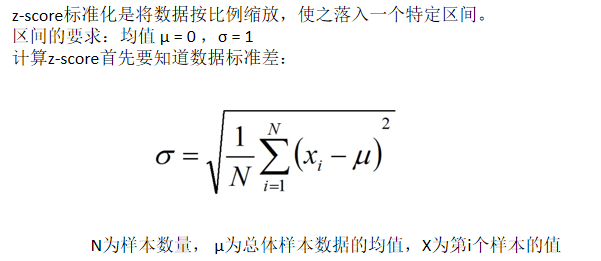 z-score标准化是将数据按比例缩放，使之落入一个特定区间。
区间的要求：均值 μ = 0 ，σ = 1
计算z-score首先要知道数据标准差：
σ = √(1/N ∑_{i=1}^{N} (x_i − μ)^2)
N为样本数量， μ为总体样本数据的均值，X为第i个样本的值